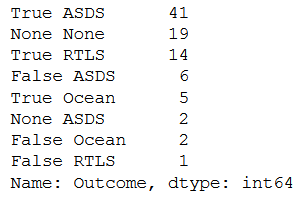 True ASDS 41
None None 19
True RTLS 14
False ASDS 6
True Ocean 5
None ASDS 2
False Ocean 2
False RTLS 1
Name: Outcome, dtype: int64